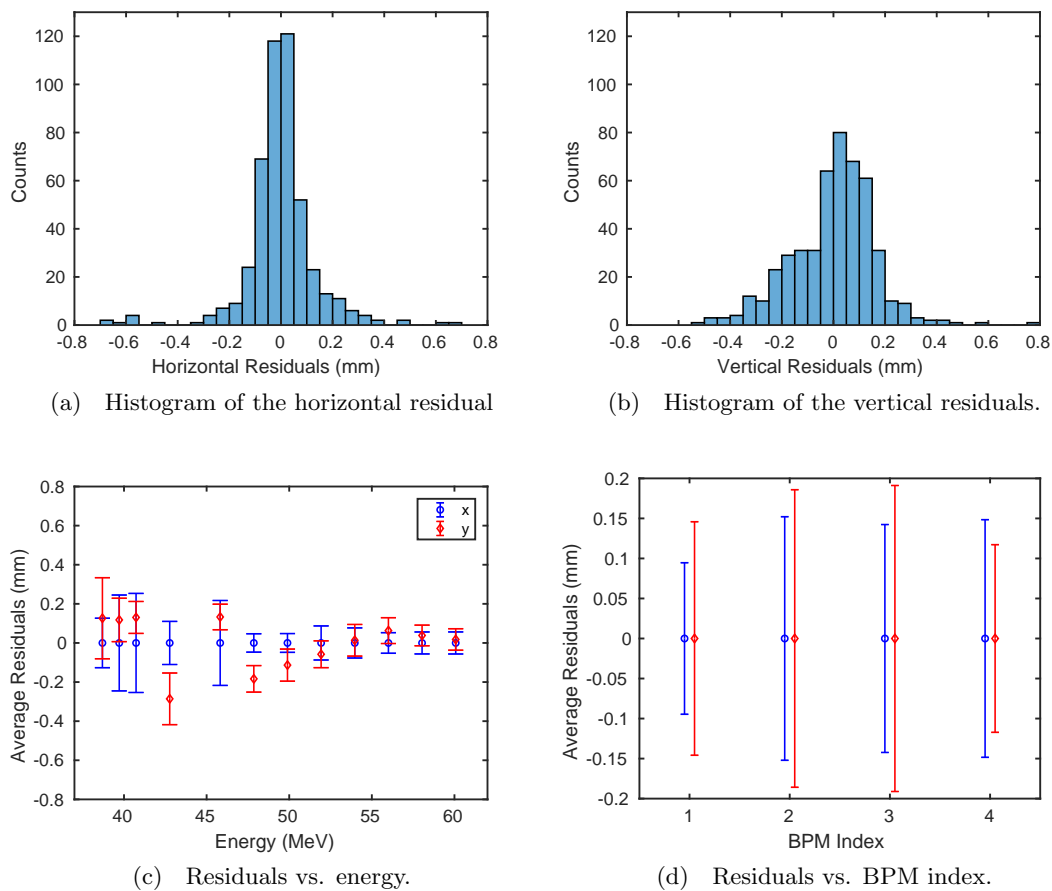 120
100
80
60
40
20
0
Counts
-0.8 -0.6 -0.4 -0.2 0 0.2 0.4 0.6 0.8
Horizontal Residuals (mm)
(a) Histogram of the horizontal residual
120
100
80
60
40
20
0
Counts
-0.8 -0.6 -0.4 -0.2 0 0.2 0.4 0.6 0.8
Vertical Residuals (mm)
(b) Histogram of the vertical residuals.
0.8
0.6
0.4
0.2
0
-0.2
-0.4
-0.6
-0.8
Average Residuals (mm)
x
y
40 45 50 55 60
Energy (MeV)
(c) Residuals vs. energy.
0.2
0.15
0.1
0.05
0
-0.05
-0.1
-0.15
-0.2
Average Residuals (mm)
1 2 3 4
BPM Index
(d) Residuals vs. BPM index.